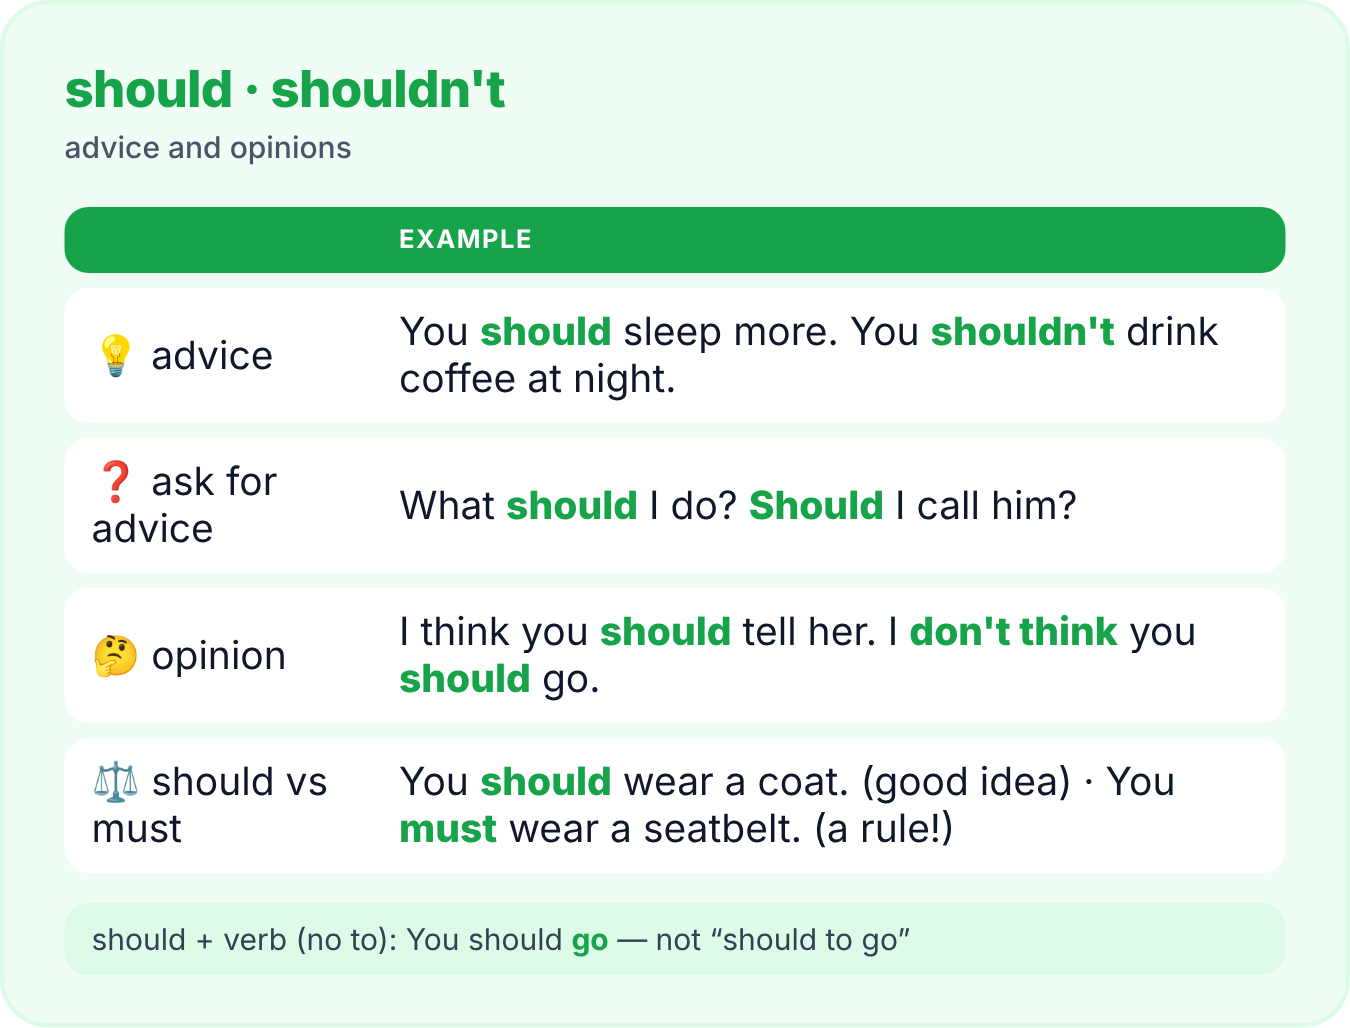 should · shouldn't
advice and opinions
EXAMPLE
💡 advice
You should sleep more. You shouldn't drink
coffee at night.
❓ ask for
advice
What should I do? Should I call him?
🤔 opinion
I think you should tell her. I don't think you
should go.
⚖️ should vs
must
You should wear a coat. (good idea) · You
must wear a seatbelt. (a rule!)
should + verb (no to): You should go — not “should to go”